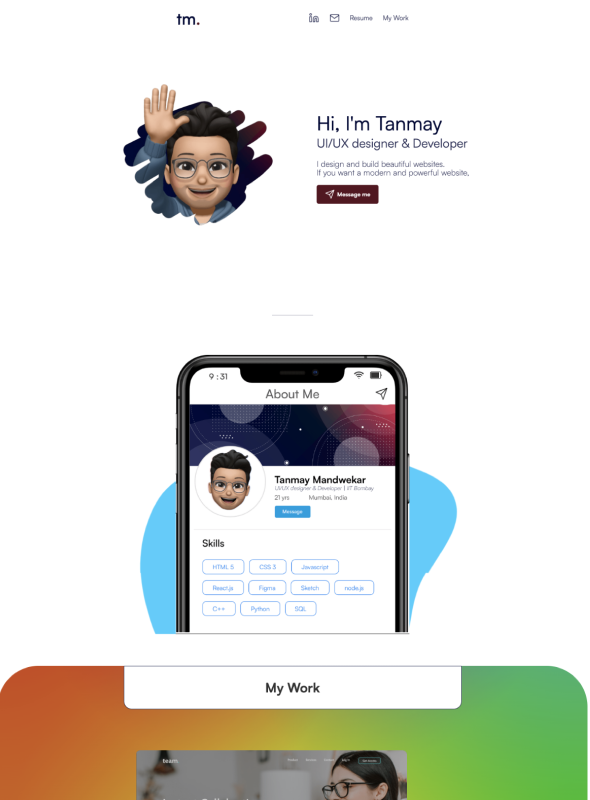 tm.
Resume
My Work
Hi, I'm Tanmay
UI/UX designer & Developer
I design and build beautiful websites.
If you want a modern and powerful website,
Message me
9 : 31
About Me
Tanmay Mandwekar
UI/UX designer & Developer | IIT Bombay
21 yrs Mumbai, India
Message
Skills
HTML 5 CSS 3 Javascript
React.js Figma Sketch node.js
C++ Python SQL
My Work
team